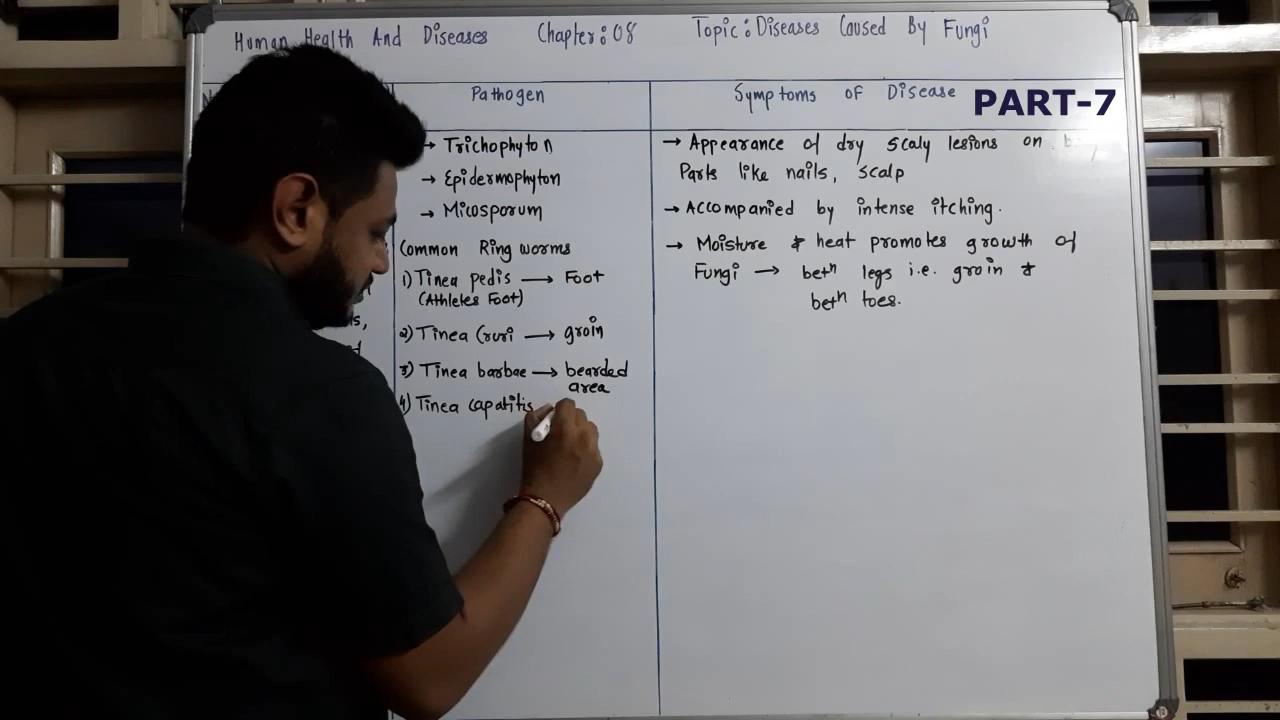 Human Health And Diseases Chapter: 08 Topic: Diseases Caused By Fungi
PART-7
Pathogen
→ Trichophyton
→ Epidermophyton
→ Micosporum
Common Ring worms
1) Tinea pedis → Foot
(Athletes Foot)
2) Tinea Cruri → groin
3) Tinea barbae → bearded
area
4) Tinea capatitis
Symptoms of Disease
→ Appearance of dry scaly lesions on
Parts like nails, scalp
→ Accompanied by intense itching.
→ Moisture & heat promotes growth of
Fungi → betn legs i.e. groin &
betn toes.